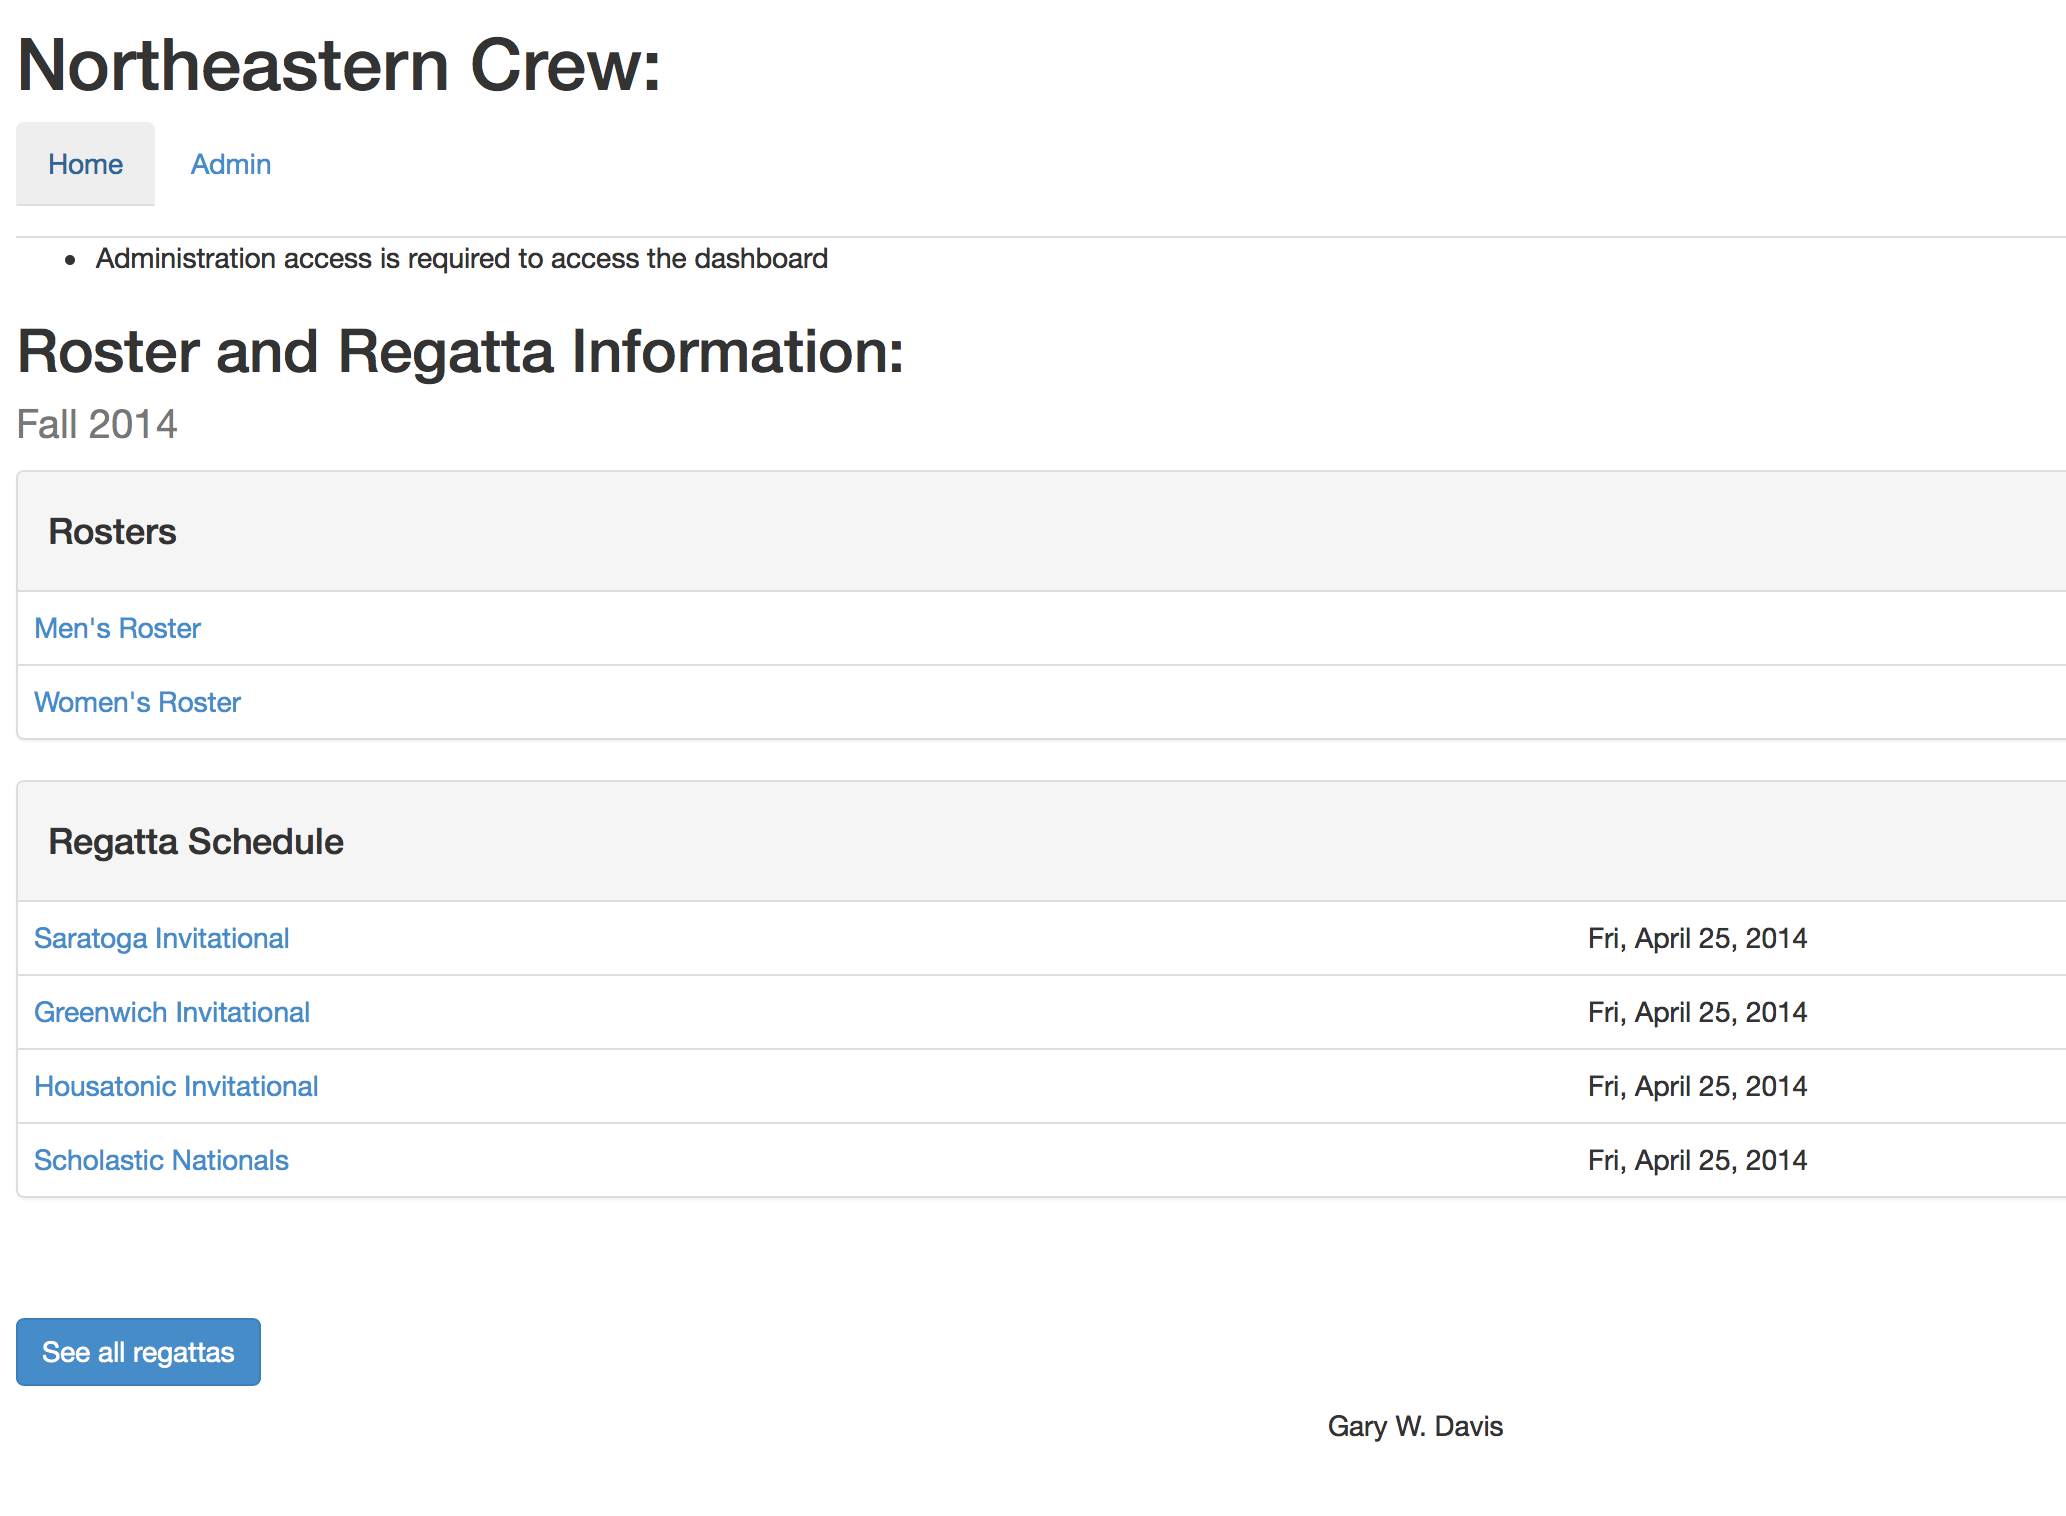 Northeastern Crew:
Home Admin
Administration access is required to access the dashboard
Roster and Regatta Information:
Fall 2014
Rosters
Men's Roster
Women's Roster
Regatta Schedule
Saratoga Invitational Fri, April 25, 2014
Greenwich Invitational Fri, April 25, 2014
Housatonic Invitational Fri, April 25, 2014
Scholastic Nationals Fri, April 25, 2014
See all regattas
Gary W. Davis